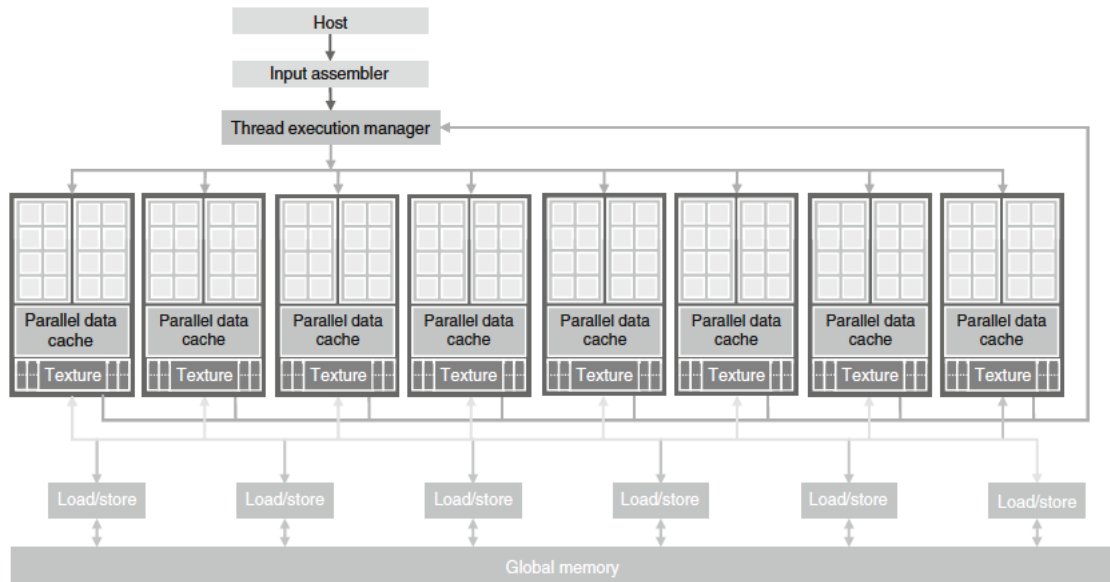 Host
Input assembler
Thread execution manager
Parallel data
cache
Parallel data
cache
Parallel data
cache
Parallel data
cache
Parallel data
cache
Parallel data
cache
Parallel data
cache
Parallel data
cache
Texture
Texture
Texture
Texture
Texture
Texture
Texture
Texture
Load/store
Load/store
Load/store
Load/store
Load/store
Load/store
Global memory